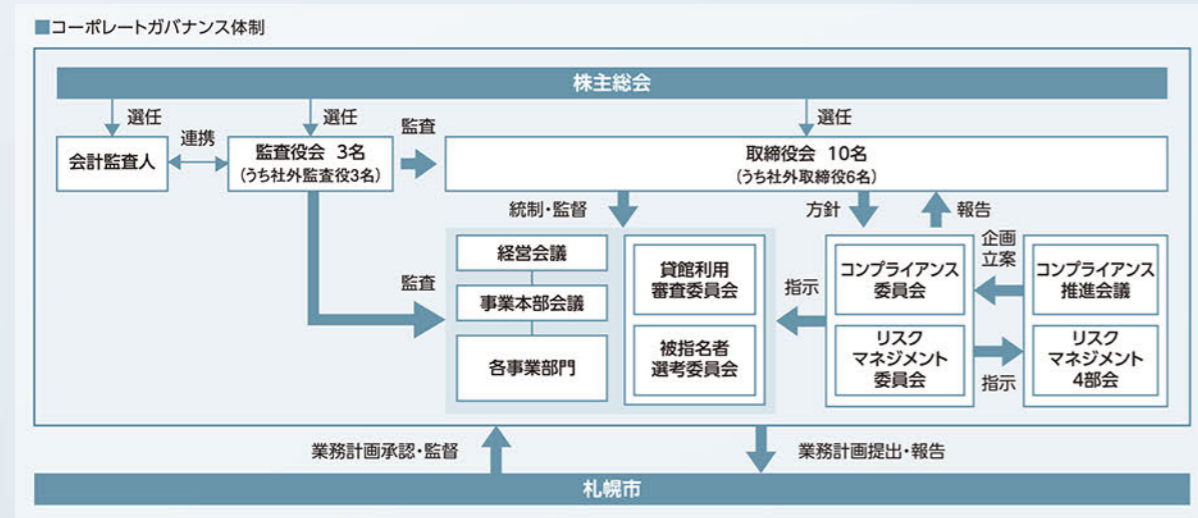 ■コーポレートガバナンス体制
株主総会
選任
選任
選任
会計監査人
連携
監査役会 3名
(うち社外監査役3名)
監査
取締役会 10名
(うち社外取締役6名)
統制・監督
方針
報告
監査
経営会議
事業本部会議
各事業部門
貸館利用
審査委員会
被指名者
選考委員会
指示
コンプライアンス
委員会
リスク
マネジメント
委員会
企画
立案
指示
コンプライアンス
推進会議
リスク
マネジメント
4部会
業務計画承認・監督
業務計画提出・報告
札幌市